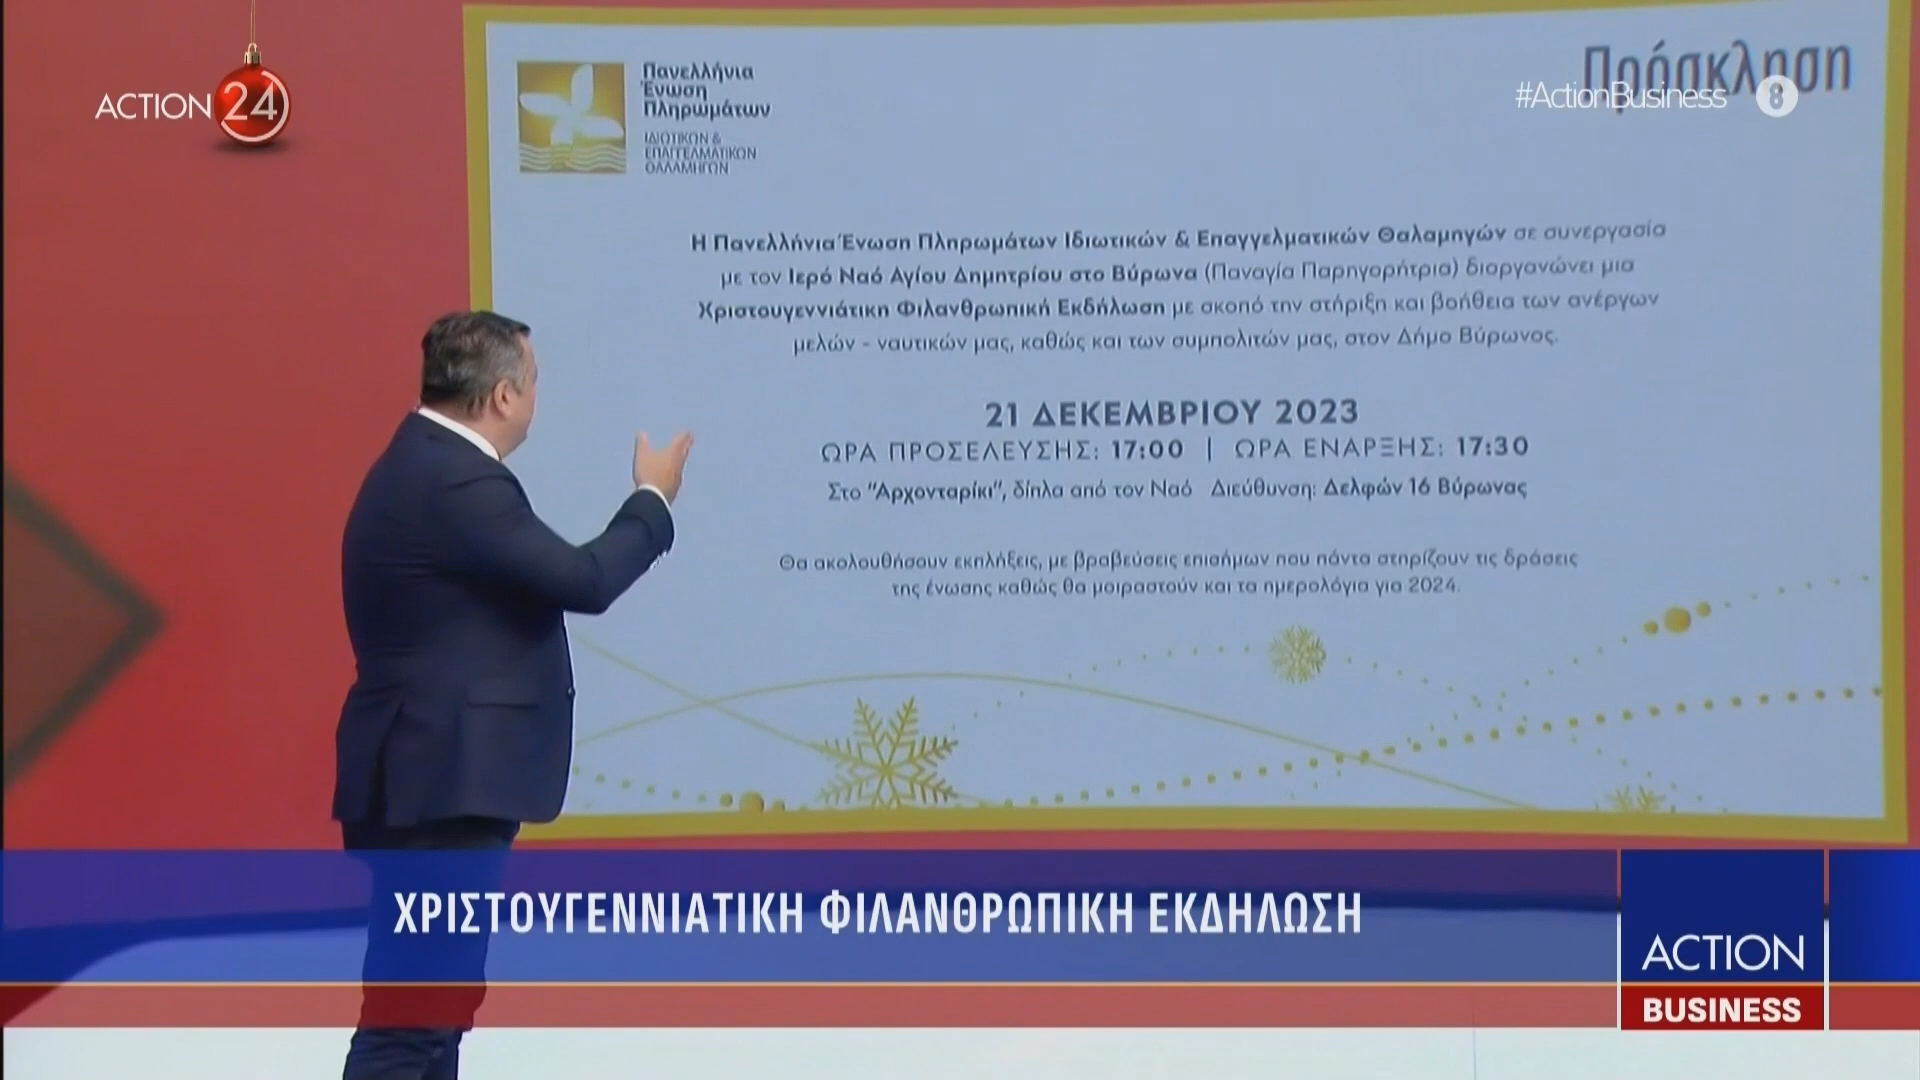 ACTION 24
Πανελλήνια
Ένωση
Πληρωμάτων
ΙΔΙΩΤΙΚΩΝ &
ΕΠΑΓΓΕΛΜΑΤΙΚΩΝ
ΘΑΛΑΜΗΓΩΝ
Πρόσκληση
#ActionBusiness 8
Η Πανελλήνια Ένωση Πληρωμάτων Ιδιωτικών & Επαγγελματικών Θαλαμηγών σε συνεργασία
με τον Ιερό Ναό Αγίου Δημητρίου στο Βύρωνα (Παναγία Παρηγορήτρια) διοργανώνει μια
Χριστουγεννιάτικη Φιλανθρωπική Εκδήλωση με σκοπό την στήριξη και βοήθεια των ανέργων
μελών - ναυτικών μας, καθώς και των συμπολιτών μας, στον Δήμο Βύρωνος.
21 ΔΕΚΕΜΒΡΙΟΥ 2023
ΩΡΑ ΠΡΟΣΕΛΕΥΣΗΣ: 17:00 | ΩΡΑ ΕΝΑΡΞΗΣ: 17:30
Στο "Αρχονταρίκι", δίπλα από τον Ναό Διεύθυνση: Δελφών 16 Βύρωνας
Θα ακολουθήσουν εκπλήξεις, με βραβεύσεις επισήμων που πάντα στηρίζουν τις δράσεις
της ένωσης καθώς θα μοιραστούν και τα ημερολόγια για 2024.
ΧΡΙΣΤΟΥΓΕΝΝΙΑΤΙΚΗ ΦΙΛΑΝΘΡΩΠΙΚΗ ΕΚΔΗΛΩΣΗ
ACTION
BUSINESS